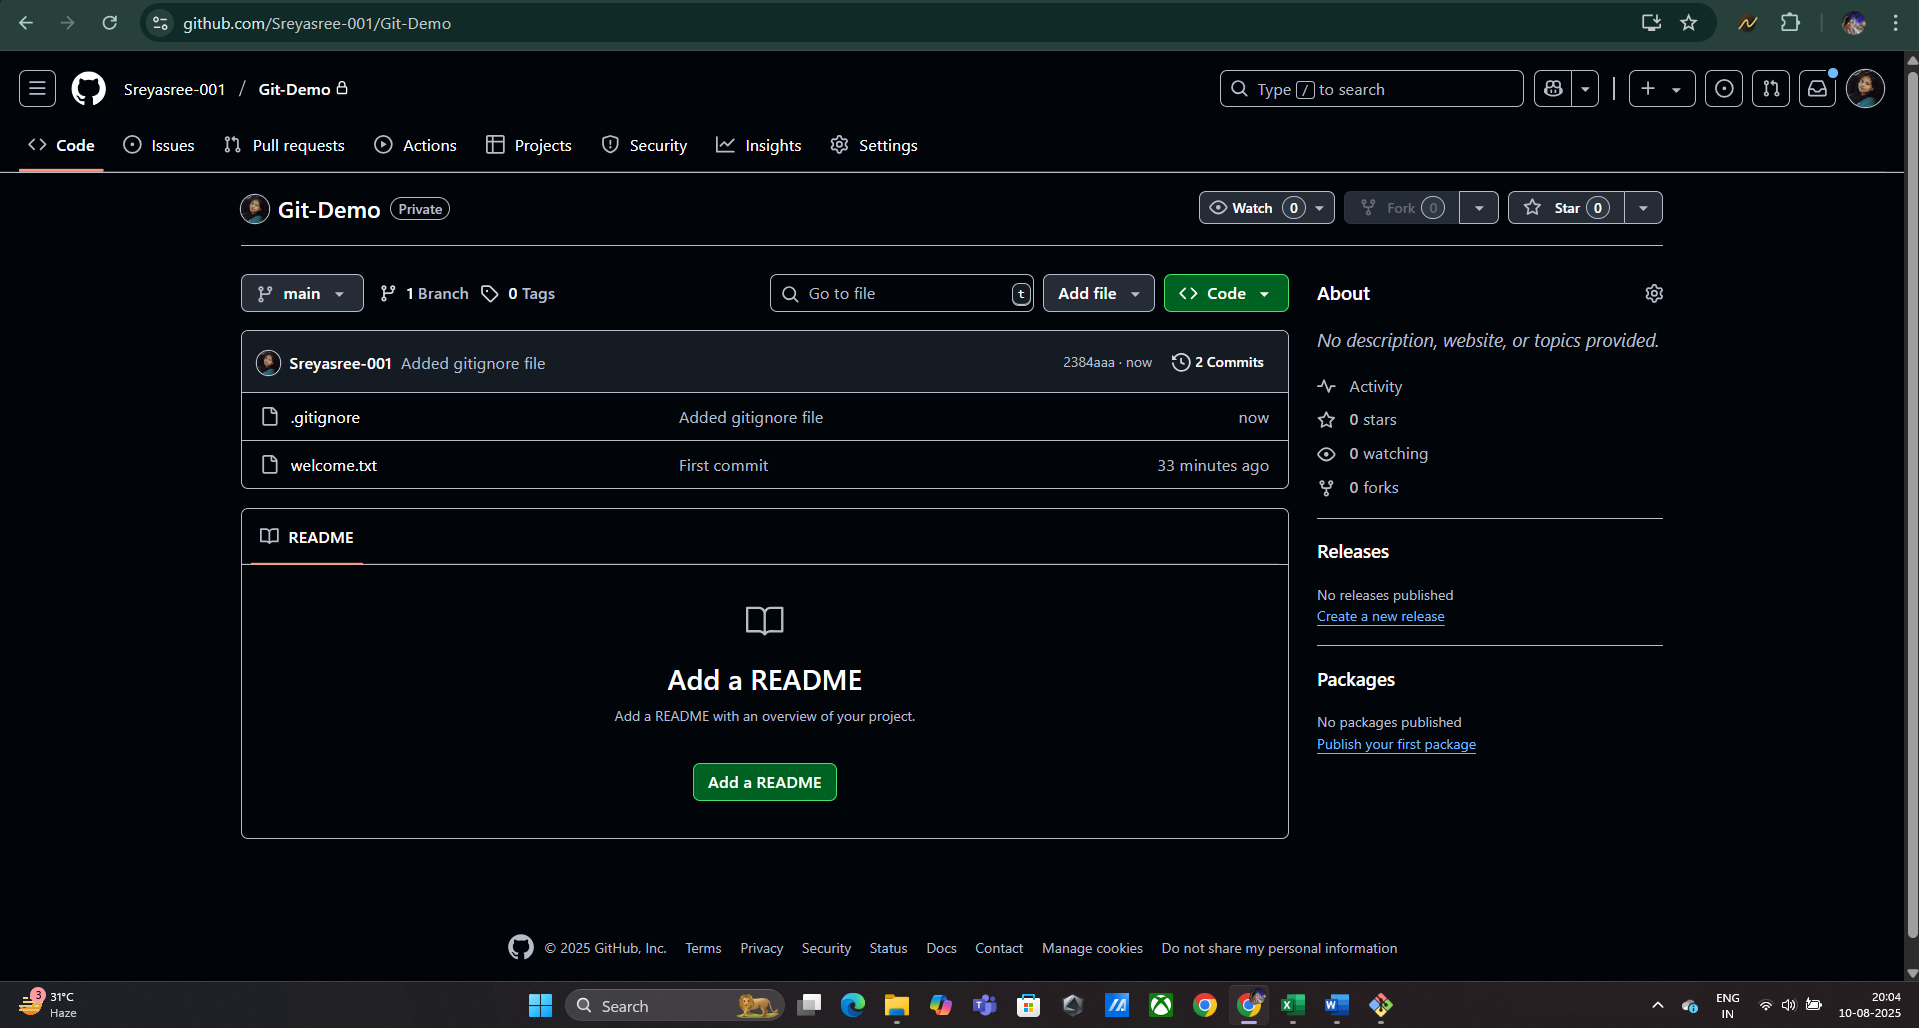 github.com/Sreyasree-001/Git-Demo
Sreyasree-001 / Git-Demo
Type / to search
Code Issues Pull requests Actions Projects Security Insights Settings
Git-Demo Private
Watch 0 Fork 0 Star 0
main 1 Branch 0 Tags Go to file t Add file Code
About
No description, website, or topics provided.
Sreyasree-001 Added gitignore file 2384aaa · now 2 Commits
Activity
.gitignore Added gitignore file now
0 stars
0 watching
welcome.txt First commit 33 minutes ago
0 forks
README
Releases
No releases published
Create a new release
Add a README
Add a README with an overview of your project.
Add a README
Packages
No packages published
Publish your first package
© 2025 GitHub, Inc. Terms Privacy Security Status Docs Contact Manage cookies Do not share my personal information
3 31°C
Haze
Search
ENG
IN
20:04
10-08-2025